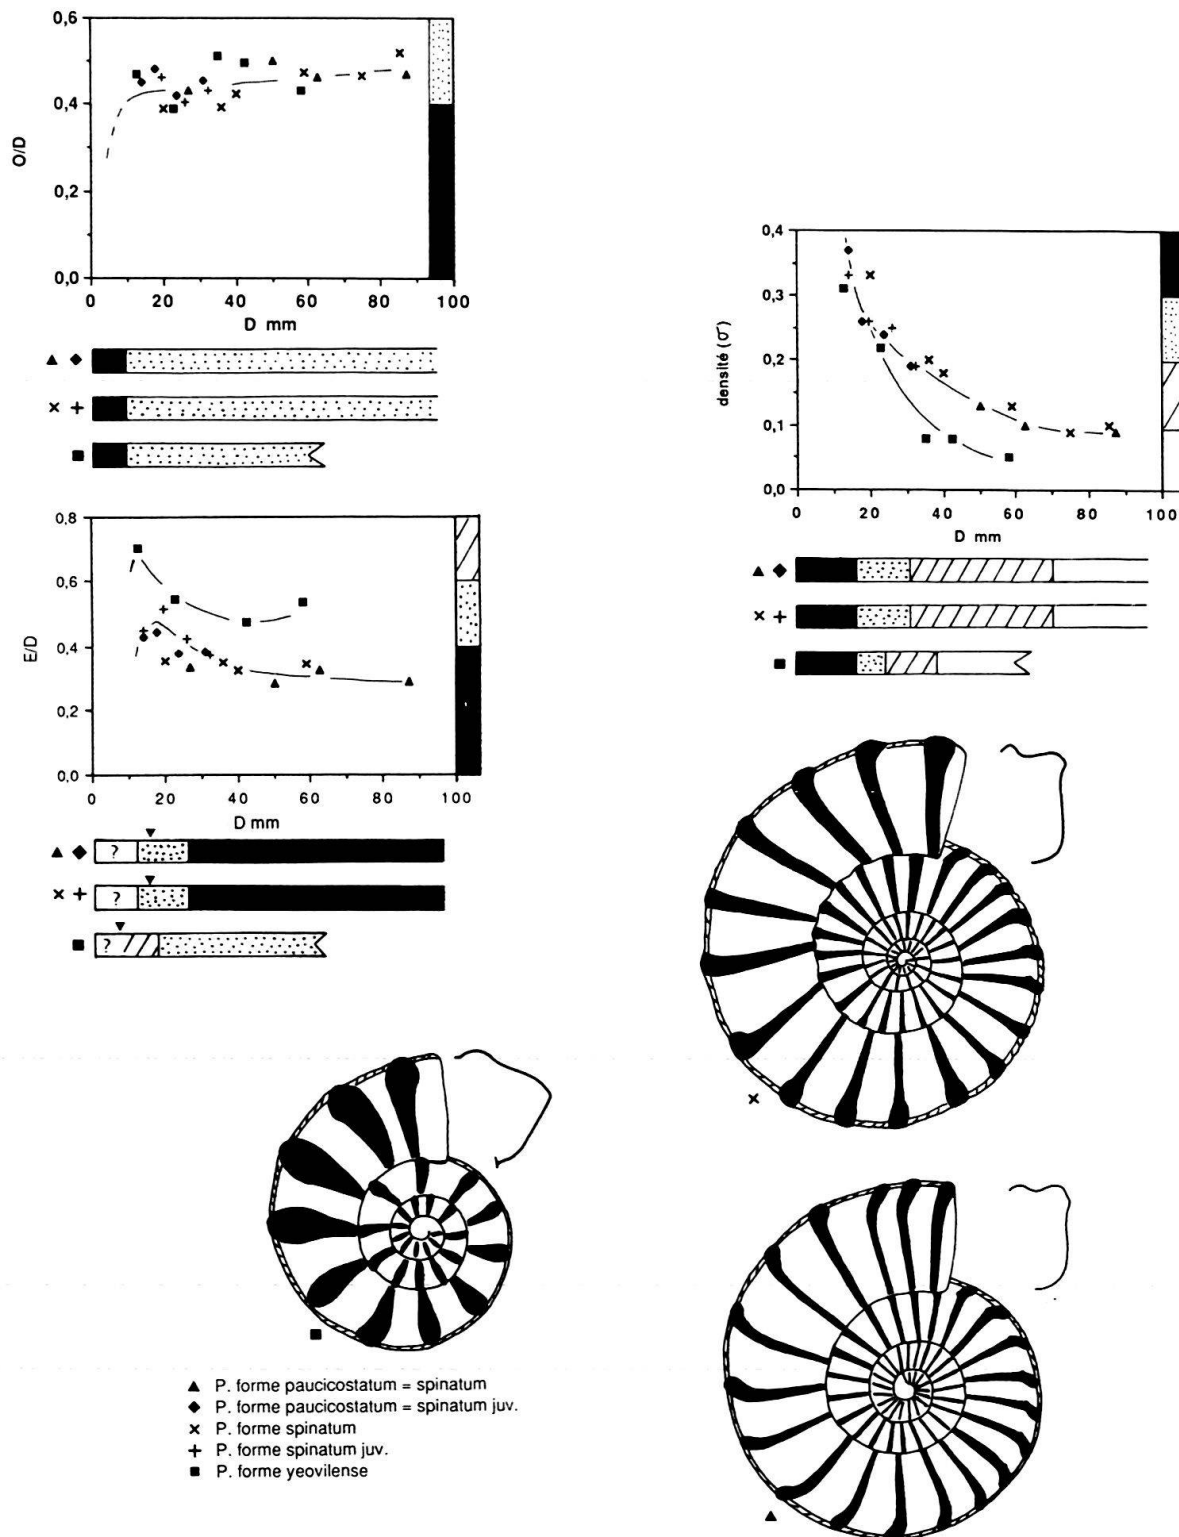 0,6
0,4
0,2
0,0
O/D
0 20 40 60 80 100
D mm
▲ ◆
× +
■
0,8
0,6
0,4
0,2
0,0
E/D
0 20 40 60 80 100
D mm
▲ ◆ ?
× + ?
■ ?
0,4
0,3
0,2
0,1
0,0
densité (σ)
0 20 40 60 80 100
D mm
▲ ◆
× +
■
×
■
▲
▲ P. forme paucicostatum = spinatum
◆ P. forme paucicostatum = spinatum juv.
× P. forme spinatum
+ P. forme spinatum juv.
■ P. forme yeovilense